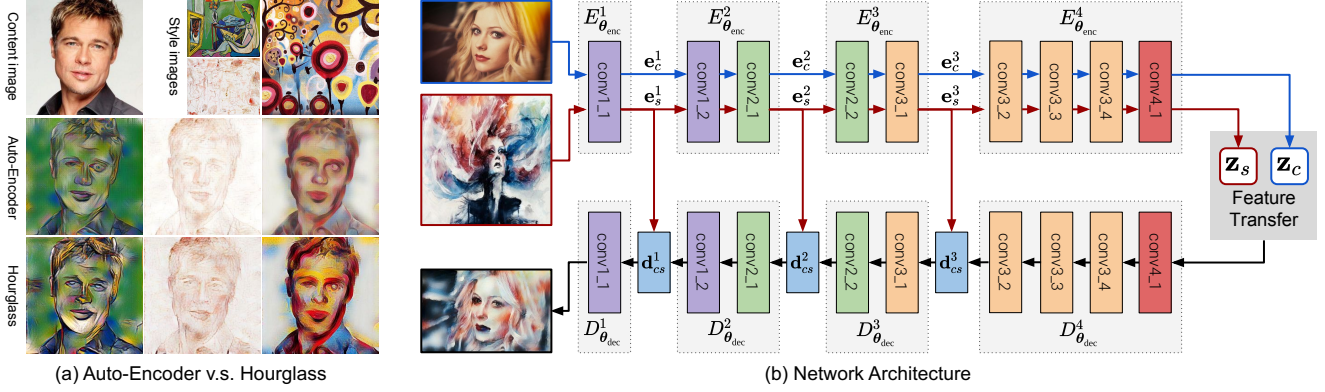 Content image
Style images
Auto-Encoder
Hourglass
(a) Auto-Encoder v.s. Hourglass
E¹θenc E²θenc E³θenc E⁴θenc
conv1_1 conv1_2 conv2_1 conv2_2 conv3_1 conv3_2 conv3_3 conv3_4 conv4_1
e¹c e²c e³c
e¹s e²s e³s
zs zc
Feature
Transfer
conv1_1 d¹cs conv1_2 conv2_1 d²cs conv2_2 conv3_1 d³cs conv3_2 conv3_3 conv3_4 conv4_1
D¹θdec D²θdec D³θdec D⁴θdec
(b) Network Architecture